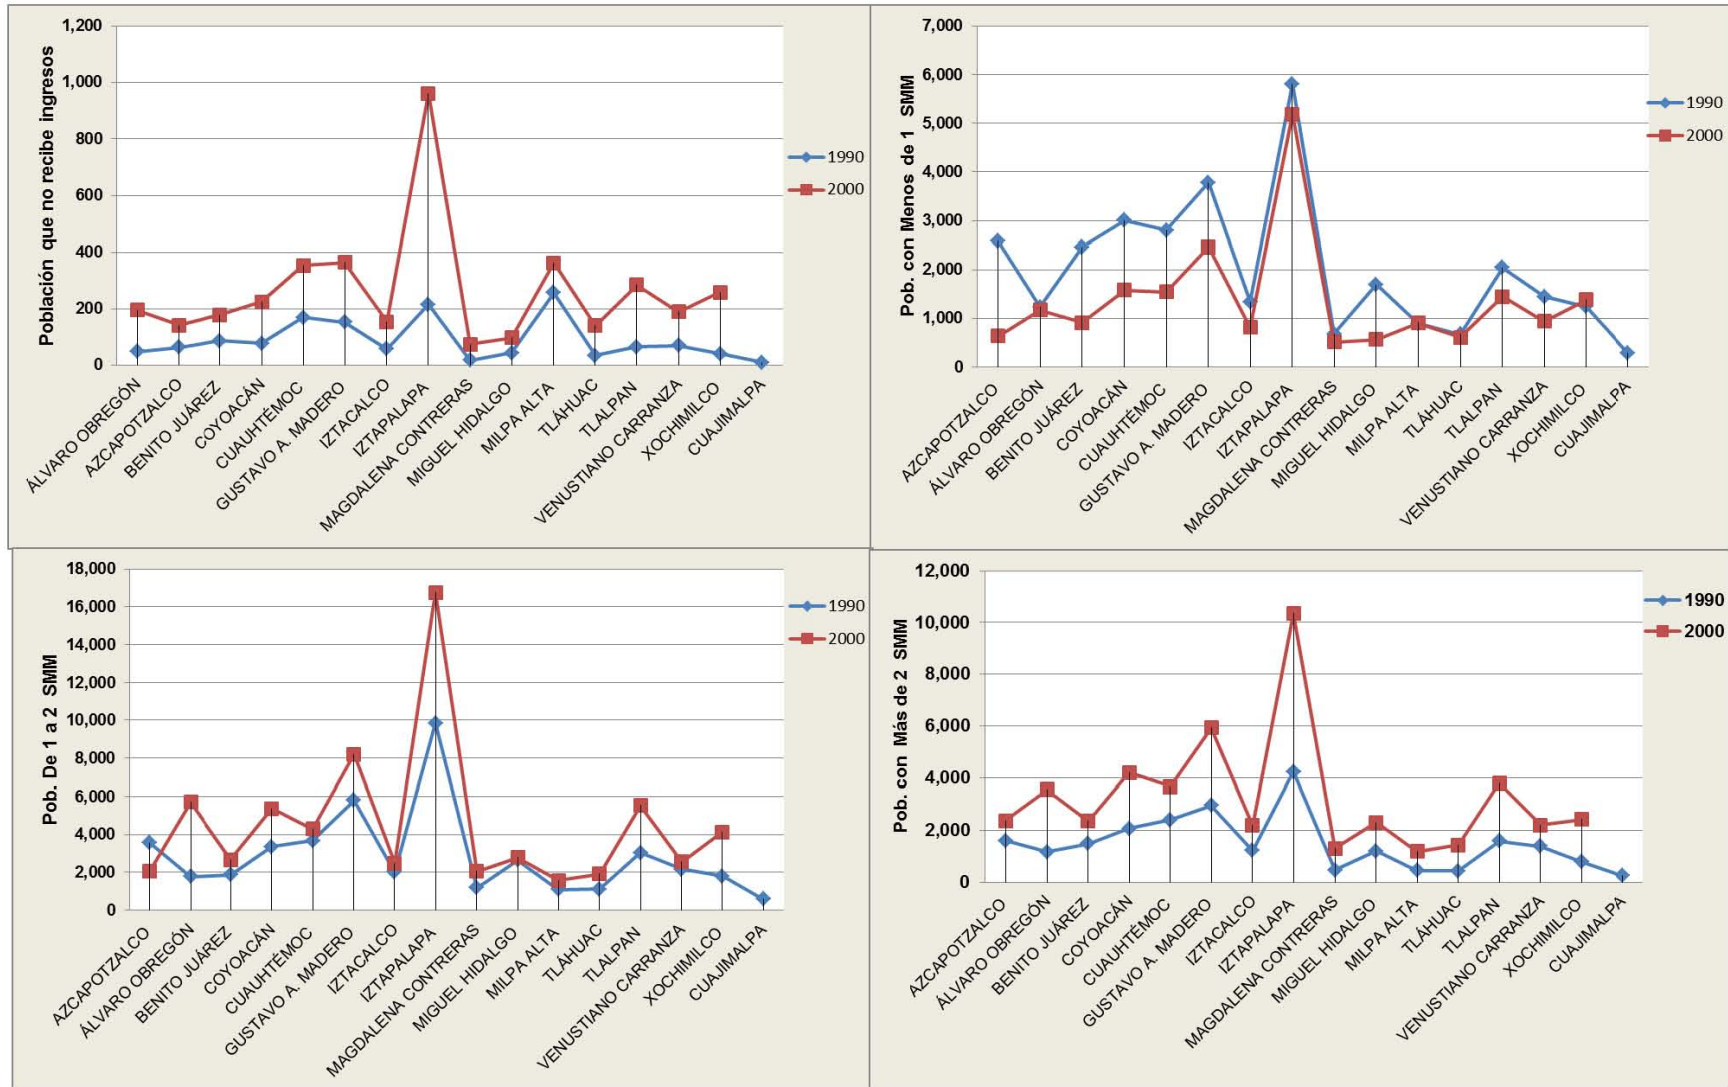 Población que no recibe ingresos
1,200
1,000
800
600
400
200
0
1990
2000
ÁLVARO OBREGÓN
AZCAPOTZALCO
BENITO JUÁREZ
COYOACÁN
CUAUHTÉMOC
GUSTAVO A. MADERO
IZTACALCO
IZTAPALAPA
MAGDALENA CONTRERAS
MIGUEL HIDALGO
MILPA ALTA
TLÁHUAC
TLALPAN
VENUSTIANO CARRANZA
XOCHIMILCO
CUAJIMALPA
Pob. con Menos de 1 SMM
7,000
6,000
5,000
4,000
3,000
2,000
1,000
0
1990
2000
AZCAPOTZALCO
ÁLVARO OBREGÓN
BENITO JUÁREZ
COYOACÁN
CUAUHTÉMOC
GUSTAVO A. MADERO
IZTACALCO
IZTAPALAPA
MAGDALENA CONTRERAS
MIGUEL HIDALGO
MILPA ALTA
TLÁHUAC
TLALPAN
VENUSTIANO CARRANZA
XOCHIMILCO
CUAJIMALPA
Pob. De 1 a 2 SMM
18,000
16,000
14,000
12,000
10,000
8,000
6,000
4,000
2,000
0
1990
2000
AZCAPOTZALCO
ÁLVARO OBREGÓN
BENITO JUÁREZ
COYOACÁN
CUAUHTÉMOC
GUSTAVO A. MADERO
IZTACALCO
IZTAPALAPA
MAGDALENA CONTRERAS
MIGUEL HIDALGO
MILPA ALTA
TLÁHUAC
TLALPAN
VENUSTIANO CARRANZA
XOCHIMILCO
CUAJIMALPA
Pob. con Más de 2 SMM
12,000
10,000
8,000
6,000
4,000
2,000
0
1990
2000
AZCAPOTZALCO
ÁLVARO OBREGÓN
BENITO JUÁREZ
COYOACÁN
CUAUHTÉMOC
GUSTAVO A. MADERO
IZTACALCO
IZTAPALAPA
MAGDALENA CONTRERAS
MIGUEL HIDALGO
MILPA ALTA
TLÁHUAC
TLALPAN
VENUSTIANO CARRANZA
XOCHIMILCO
CUAJIMALPA